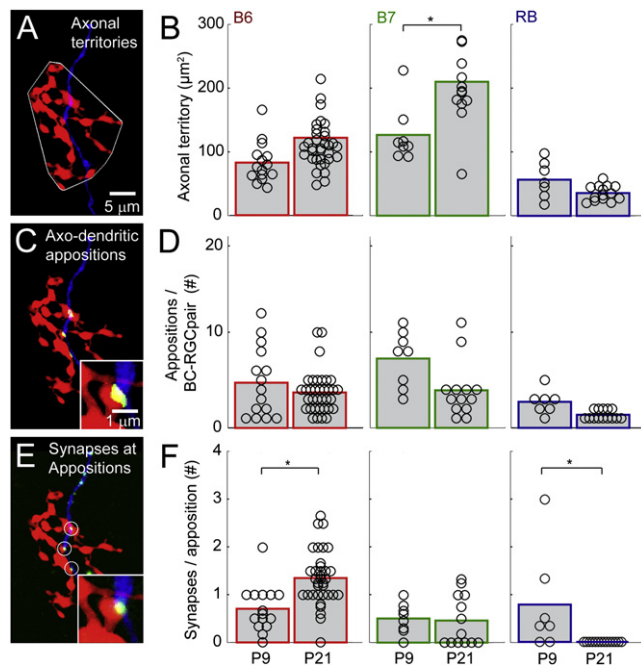 A
Axonal
territories
5 µm
B
B6
B7
RB
*
Axonal territory (µm²)
300
200
100
0
C
Axo-dendritic
appositions
1 µm
D
Appositions /
BC-RGCpair (#)
20
10
0
E
Synapses at
Appositions
F
*
*
Synapses / apposition (#)
4
3
2
1
0
P9
P21
P9
P21
P9
P21